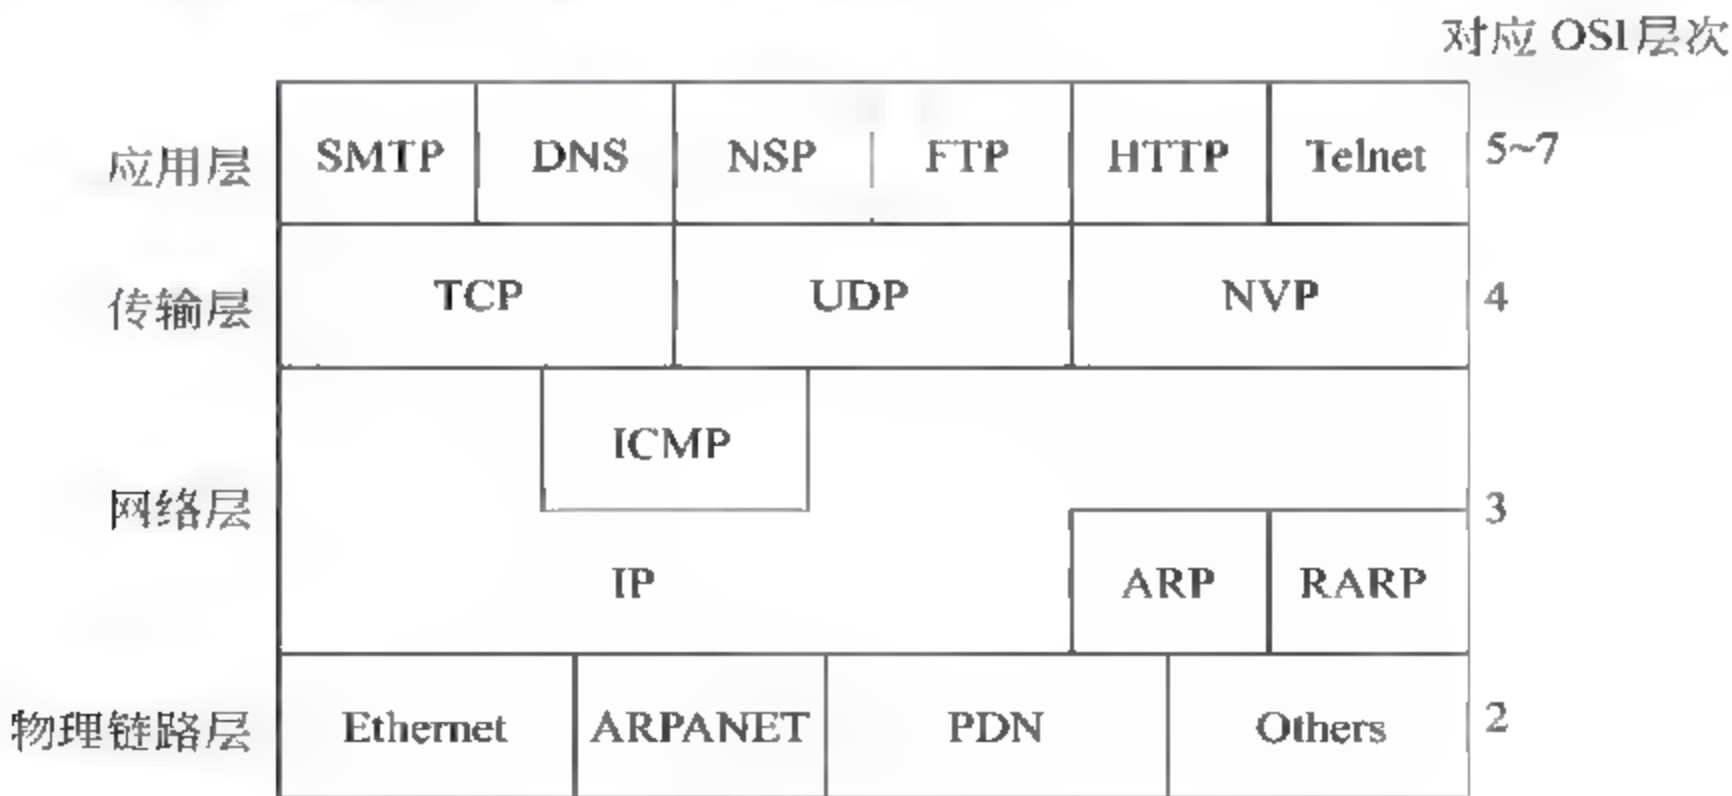 对应 OSI层次
应用层 SMTP DNS NSP FTP HTTP Telnet 5~7
传输层 TCP UDP NVP 4
ICMP
网络层 3
IP ARP RARP
物理链路层 Ethernet ARPANET PDN Others 2